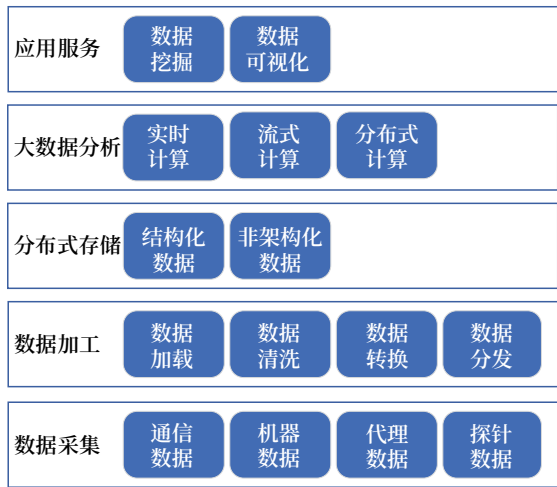 应用服务
数据
挖掘
数据
可视化
大数据分析
实时
计算
流式
计算
分布式
计算
分布式存储
结构化
数据
非架构化
数据
数据加工
数据
加载
数据
清洗
数据
转换
数据
分发
数据采集
通信
数据
机器
数据
代理
数据
探针
数据